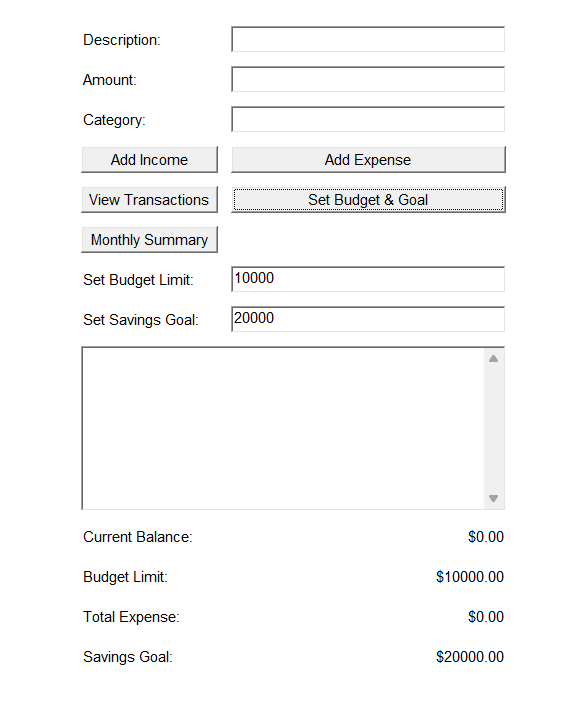 Description:
Amount:
Category:
Add Income Add Expense
View Transactions Set Budget & Goal
Monthly Summary
Set Budget Limit: 10000
Set Savings Goal: 20000
Current Balance: $0.00
Budget Limit: $10000.00
Total Expense: $0.00
Savings Goal: $20000.00